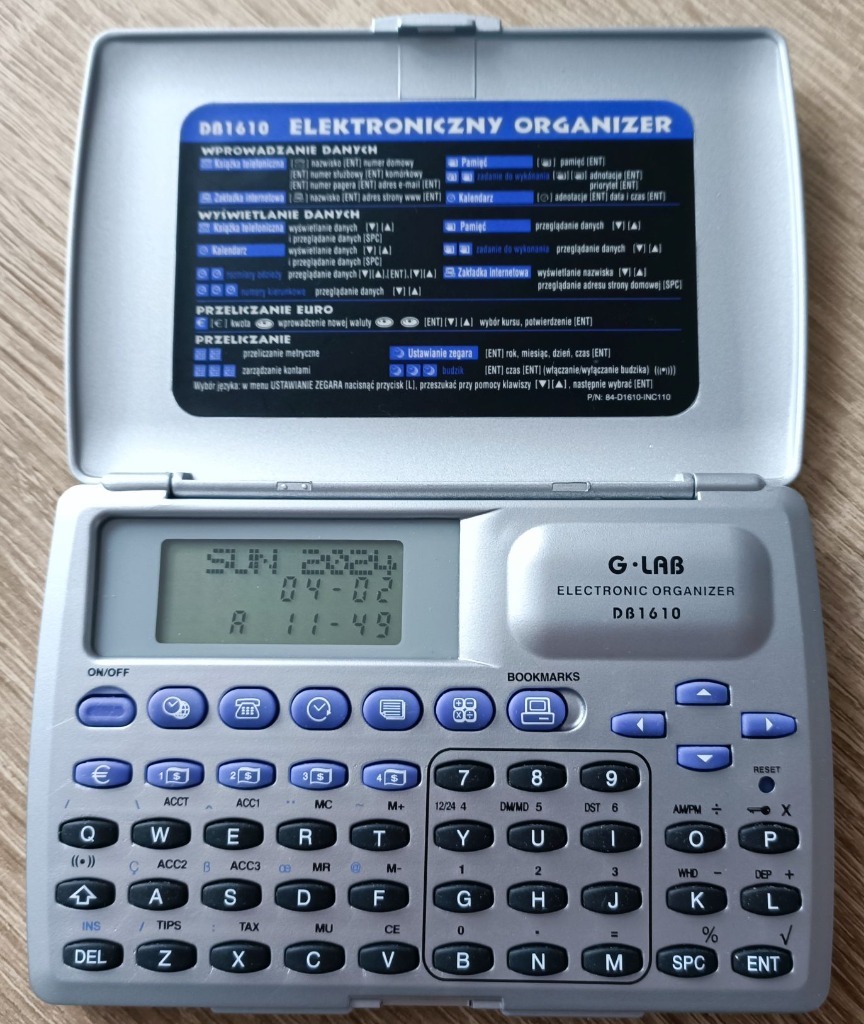 DB1610 ELEKTRONICZNY ORGANIZER
WPROWADZANIE DANYCH
Książka telefoniczna [ ] nazwisko [ENT] numer domowy
[ENT] numer służbowy [ENT] komórkowy
[ENT] numer pagera [ENT] adres e-mail [ENT]
Zakładka internetowa [ ] nazwisko [ENT] adres strony www [ENT]
Pamięć [ ] pamięć [ENT]
zadanie do wykonania [ ] [ ] adnotacje [ENT]
priorytet [ENT]
Kalendarz [ ] adnotacje [ENT] data i czas [ENT]
WYŚWIETLANIE DANYCH
Książka telefoniczna wyświetlanie danych [▼] [▲]
i przeglądanie danych [SPC]
Kalendarz wyświetlanie danych [▼] [▲]
i przeglądanie danych [SPC]
rozmiary odzieży przeglądanie danych [▼][▲],[ENT],[▼][▲]
numery kierunkowe przeglądanie danych [▼] [▲]
Pamięć przeglądanie danych [▼] [▲]
zadanie do wykonania przeglądanie danych [▼] [▲]
Zakładka internetowa wyświetlanie nazwiska [▼] [▲]
przeglądanie adresu strony domowej [SPC]
PRZELICZANIE EURO
€ [€] kwota wprowadzenie nowej waluty [ENT] [▼] [▲] wybór kursu, potwierdzenie [ENT]
PRZELICZANIE
przeliczanie metryczne
zarządzanie kontami
Ustawianie zegara [ENT] rok, miesiąc, dzień, czas [ENT]
budzik [ENT] czas [ENT] (włączanie/wyłączanie budzika) ((•))
Wybór języka: w menu USTAWIANIE ZEGARA nacisnąć przycisk [L], przeszukać przy pomocy klawiszy [▼] [▲], następnie wybrać [ENT]
P/N: 84-D1610-INC110
SUN 2024
04-02
A 11-49
G·LAB
ELECTRONIC ORGANIZER
DB1610
ON/OFF
BOOKMARKS
€ 1 $ 2 $ 3 $ 4 $ 7 8 9
RESET
/ ACCT ^ ACC1 ¨ MC ~ M+ 12/24 4 DM/MD 5 DST 6 AM/PM ÷ X
Q W E R T Y U I O P
((•)) Ç ACC2 ß ACC3 œ MR @ M- 1 2 3 WHD - DEP +
A S D F G H J K L
INS / TIPS : TAX MU CE 0 . = % √
DEL Z X C V B N M SPC ENT